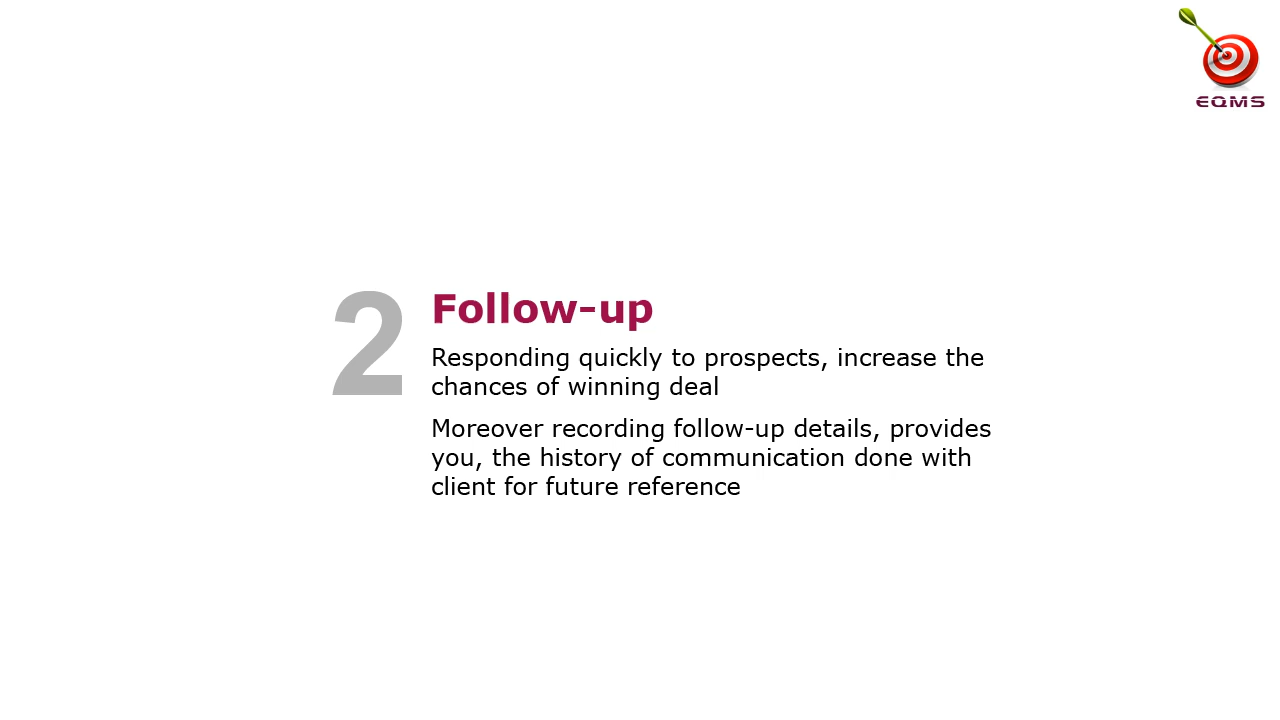 EQMS
2
Follow-up
Responding quickly to prospects, increase the
chances of winning deal
Moreover recording follow-up details, provides
you, the history of communication done with
client for future reference